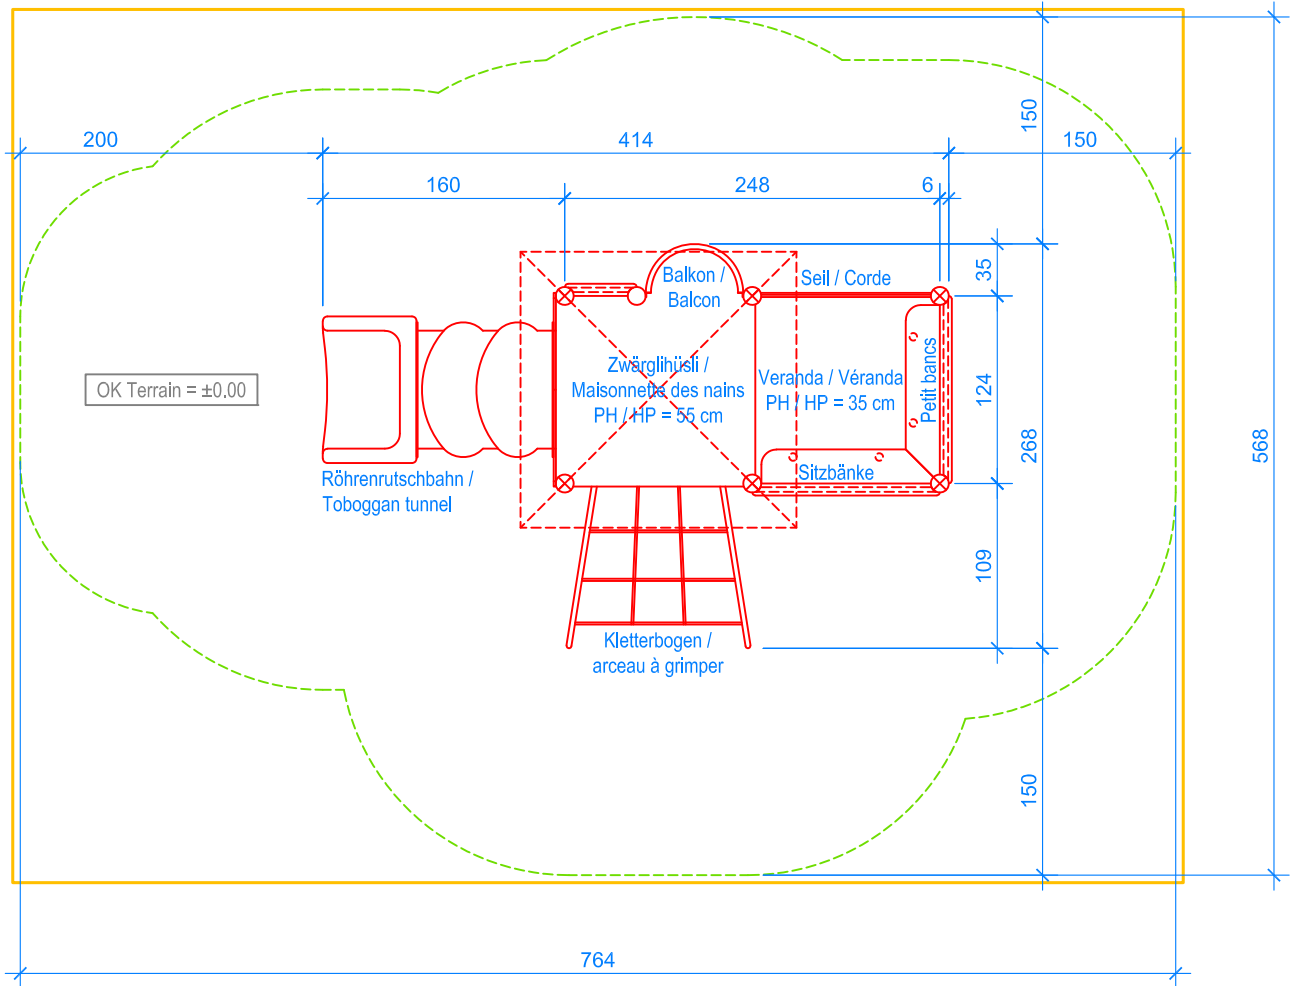 200
414
150
150
160
248
6
35
Balkon /
Balcon
Seil / Corde
Zwärglihüsli /
Maisonnette des nains
PH / HP = 55 cm
Veranda / Véranda
PH / HP = 35 cm
Petit bancs
124
268
568
OK Terrain = ±0,00
Röhrenrutschbahn /
Toboggan tunnel
Sitzbänke
109
Kletterbogen /
arceau à grimper
150
764